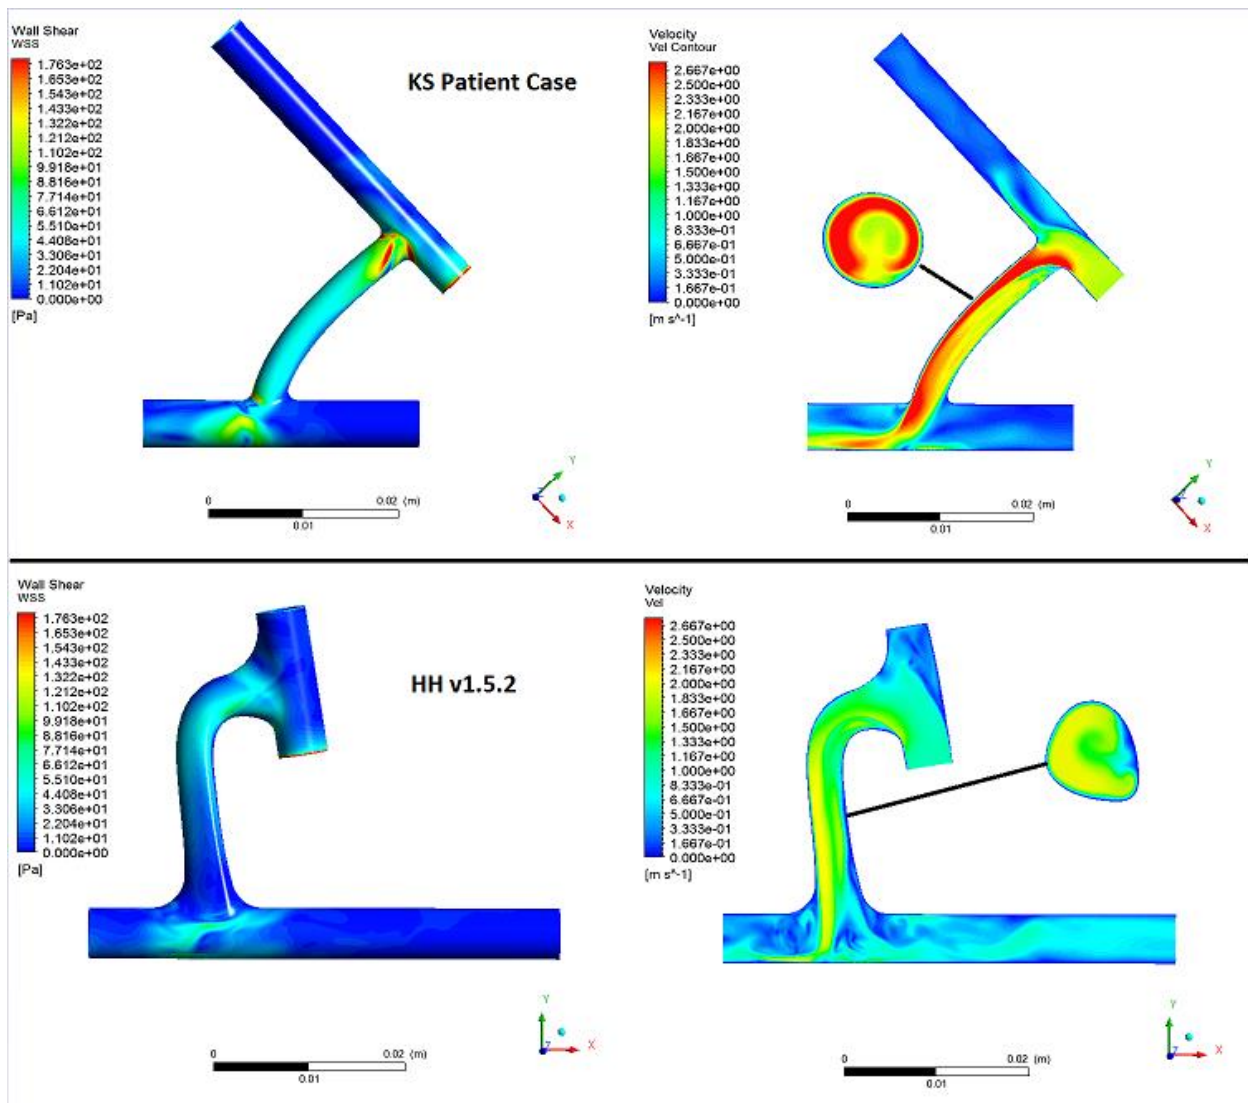 Wall Shear
WSS
1.763e+02
1.653e+02
1.543e+02
1.433e+02
1.322e+02
1.212e+02
1.102e+02
9.918e+01
8.816e+01
7.714e+01
6.612e+01
5.510e+01
4.408e+01
3.306e+01
2.204e+01
1.102e+01
0.000e+00
[Pa]
KS Patient Case
0
0.02 (m)
0.01
Y
Z
X
Velocity
Vel Contour
2.667e+00
2.500e+00
2.333e+00
2.167e+00
2.000e+00
1.833e+00
1.667e+00
1.500e+00
1.333e+00
1.167e+00
1.000e+00
8.333e-01
6.667e-01
5.000e-01
3.333e-01
1.667e-01
0.000e+00
[m s^-1]
0
0.02 (m)
0.01
Y
Z
X
Wall Shear
WSS
1.763e+02
1.653e+02
1.543e+02
1.433e+02
1.322e+02
1.212e+02
1.102e+02
9.918e+01
8.816e+01
7.714e+01
6.612e+01
5.510e+01
4.408e+01
3.306e+01
2.204e+01
1.102e+01
0.000e+00
[Pa]
HH v1.5.2
0
0.02 (m)
0.01
Y
Z
X
Velocity
Vel
2.667e+00
2.500e+00
2.333e+00
2.167e+00
2.000e+00
1.833e+00
1.667e+00
1.500e+00
1.333e+00
1.167e+00
1.000e+00
8.333e-01
6.667e-01
5.000e-01
3.333e-01
1.667e-01
0.000e+00
[m s^-1]
0
0.02 (m)
0.01
Y
Z
X